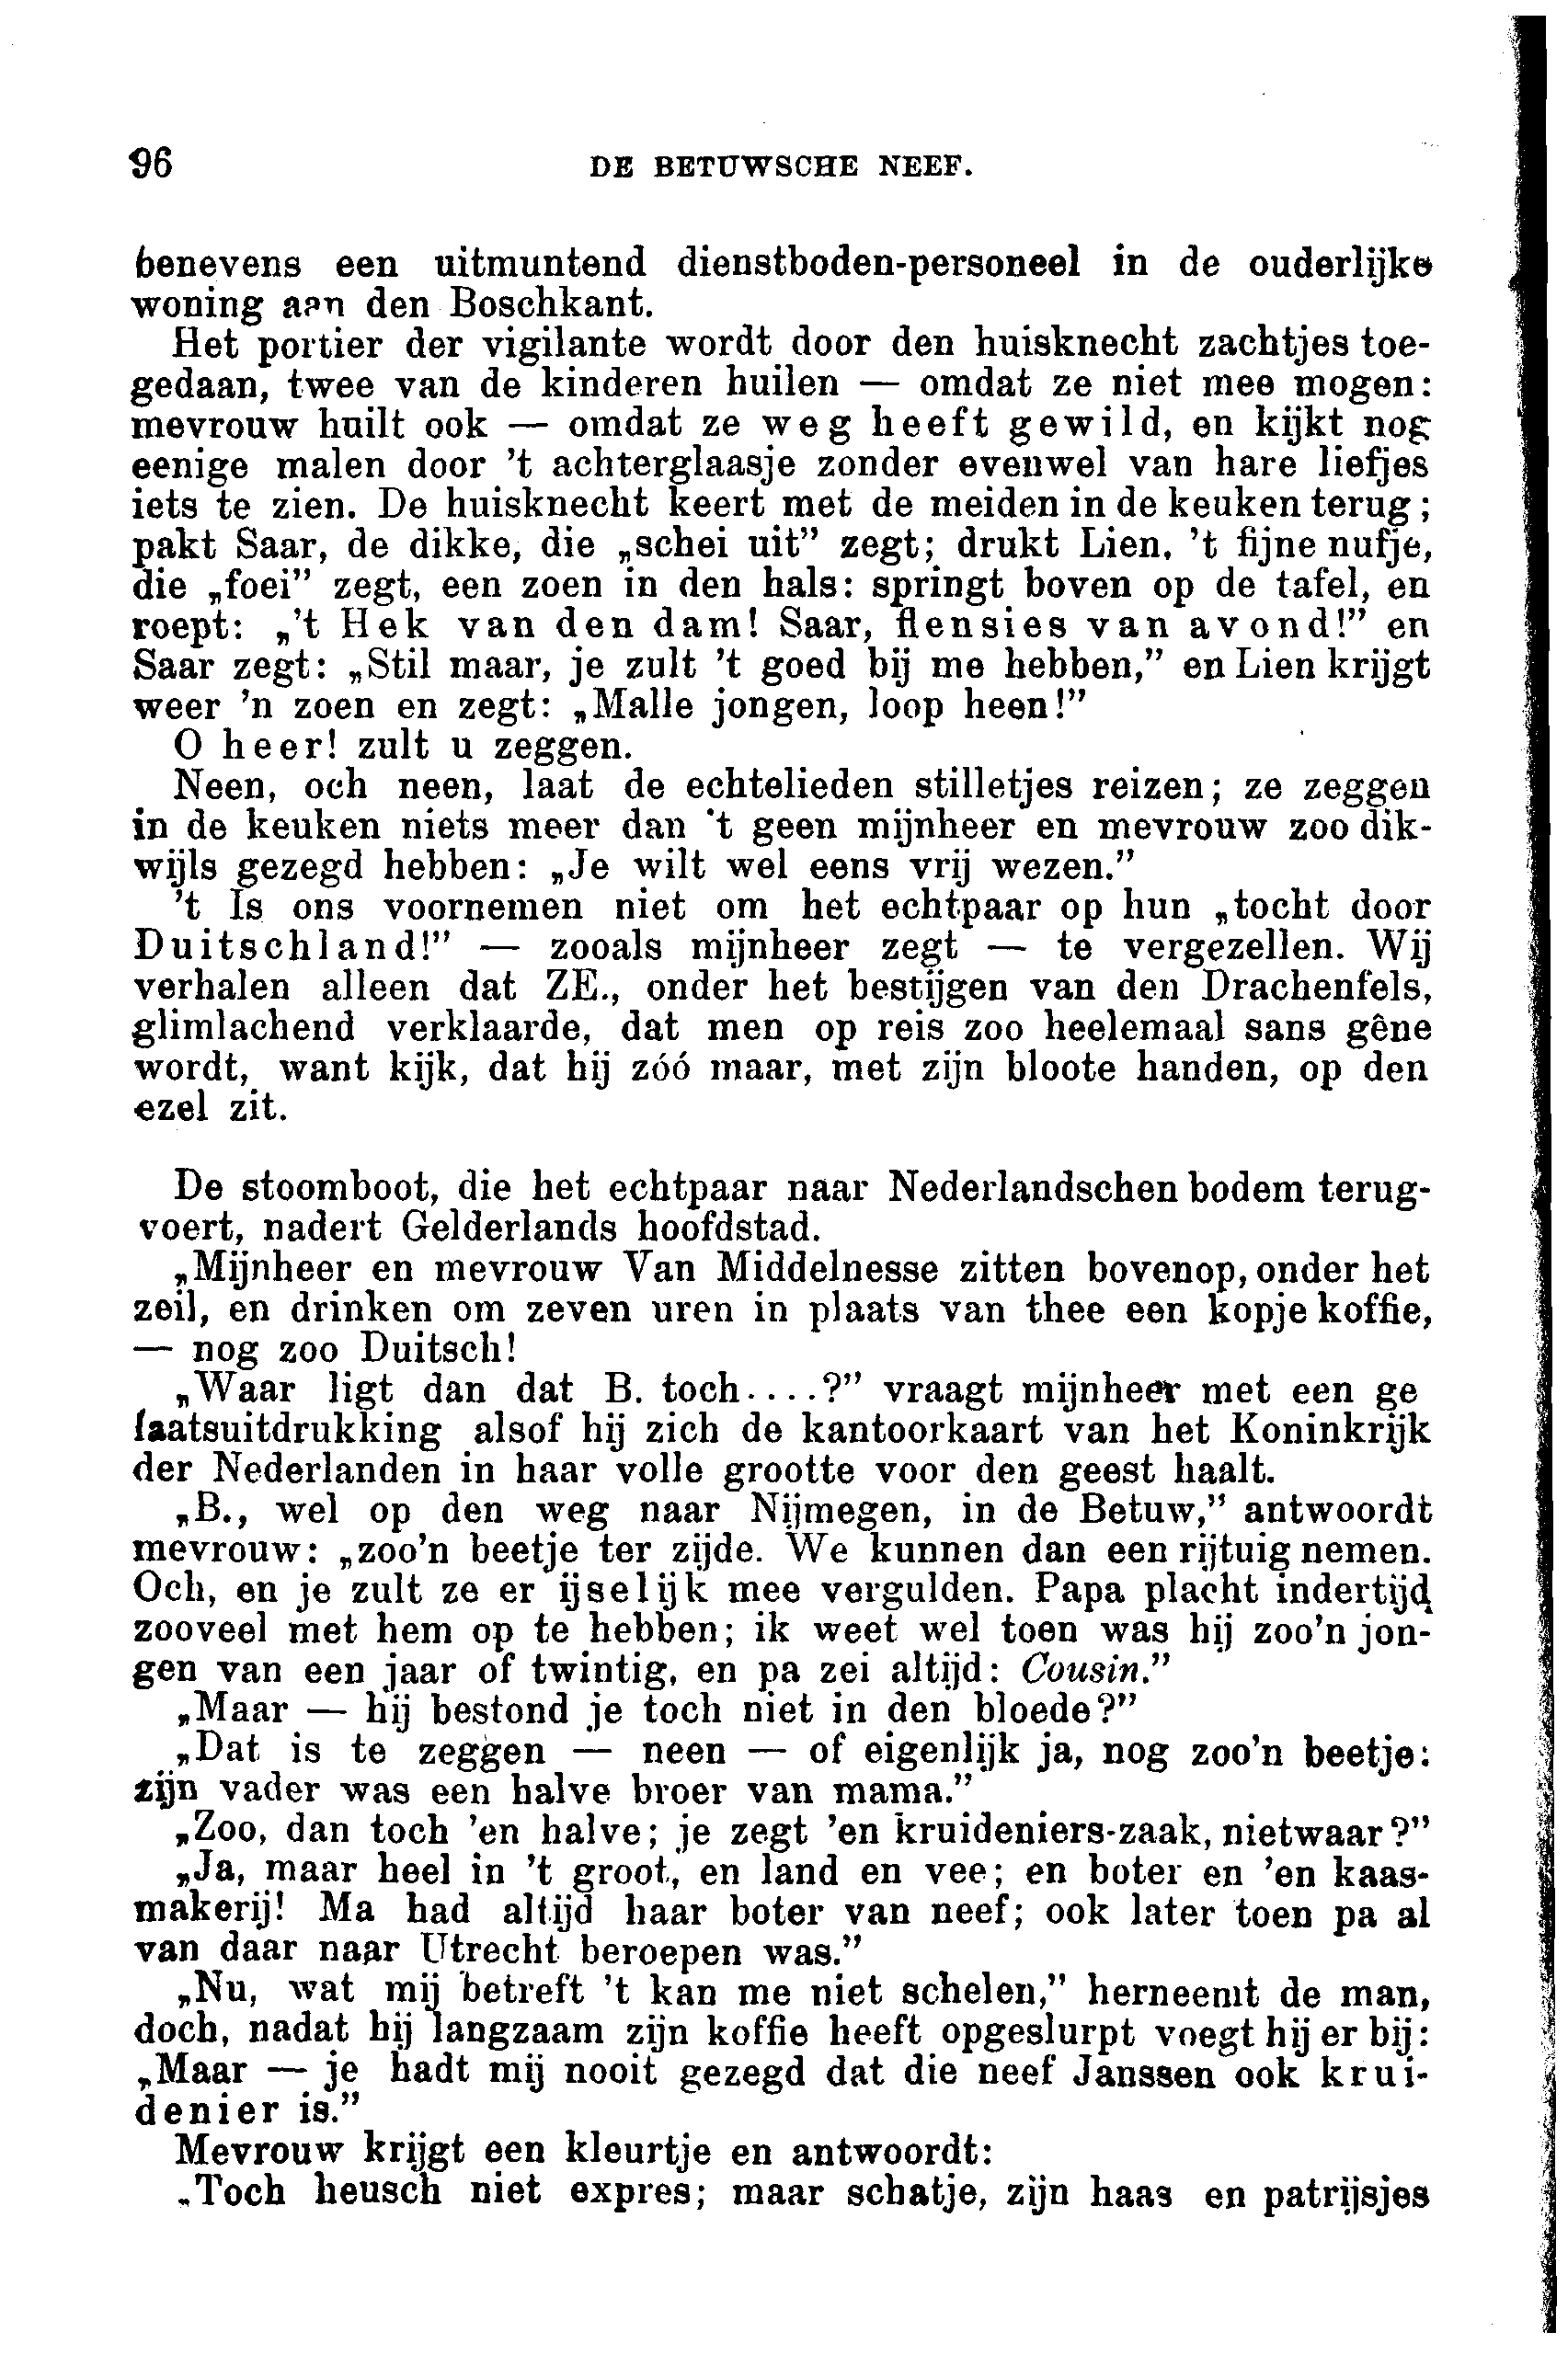 96
DE BETUWSCHE NEEF.
benevens een uitmuntend dienstboden-personeel in de ouderlijke
woning aan den Boschkant.
Het portier der vigilante wordt door den huisknecht zachtjes toe-
gedaan, twee van de kinderen huilen — omdat ze niet mee mogen:
mevrouw huilt ook — omdat ze weg heeft gewild, en kijkt nog
eenige malen door 't achterglaasje zonder evenwel van hare liefjes
iets te zien. De huisknecht keert met de meiden in de keuken terug;
pakt Saar, de dikke, die „schei uit” zegt; drukt Lien, 't fijne nufje,
die „foei” zegt, een zoen in den hals: springt boven op de tafel, en
roept: „'t Hek van den dam! Saar, flensies van avond!” en
Saar zegt: „Stil maar, je zult 't goed bij me hebben,” en Lien krijgt
weer 'n zoen en zegt: „Malle jongen, loop heen!”
O heer! zult u zeggen.
Neen, och neen, laat de echtelieden stilletjes reizen; ze zeggen
in de keuken niets meer dan 't geen mijnheer en mevrouw zoo dik-
wijls gezegd hebben: „Je wilt wel eens vrij wezen.”
't Is ons voornemen niet om het echtpaar op hun „tocht door
Duitschland!” — zooals mijnheer zegt — te vergezellen. Wij
verhalen alleen dat ZE., onder het bestijgen van den Drachenfels,
glimlachend verklaarde, dat men op reis zoo heelemaal sans gêne
wordt, want kijk, dat hij zóó maar, met zijn bloote handen, op den
ezel zit.
De stoomboot, die het echtpaar naar Nederlandschen bodem terug-
voert, nadert Gelderlands hoofdstad.
„Mijnheer en mevrouw Van Middelnesse zitten bovenop, onder het
zeil, en drinken om zeven uren in plaats van thee een kopje koffie,
— nog zoo Duitsch!
„Waar ligt dan dat B. toch....?” vraagt mijnheer met een ge
laatsuitdrukking alsof hij zich de kantoorkaart van het Koninkrijk
der Nederlanden in haar volle grootte voor den geest haalt.
„B., wel op den weg naar Nijmegen, in de Betuw,” antwoordt
mevrouw: „zoo'n beetje ter zijde. We kunnen dan een rijtuig nemen.
Och, en je zult ze er ijselijk mee vergulden. Papa placht indertijd
zooveel met hem op te hebben; ik weet wel toen was hij zoo'n jon-
gen van een jaar of twintig, en pa zei altijd: Cousin.”
„Maar — hij bestond je toch niet in den bloede?”
„Dat is te zeggen — neen — of eigenlijk ja, nog zoo'n beetje:
zijn vader was een halve broer van mama.”
„Zoo, dan toch 'en halve; je zegt 'en kruideniers-zaak, nietwaar?”
„Ja, maar heel in 't groot, en land en vee; en boter en 'en kaas-
makerij! Ma had altijd haar boter van neef; ook later toen pa al
van daar naar Utrecht beroepen was.”
„Nu, wat mij betreft 't kan me niet schelen,” herneemt de man,
doch, nadat hij langzaam zijn koffie heeft opgeslurpt voegt hij er bij:
„Maar — je hadt mij nooit gezegd dat die neef Janssen ook krui-
denier is.”
Mevrouw krijgt een kleurtje en antwoordt:
„Toch heusch niet expres; maar schatje, zijn haas en patrijsjes